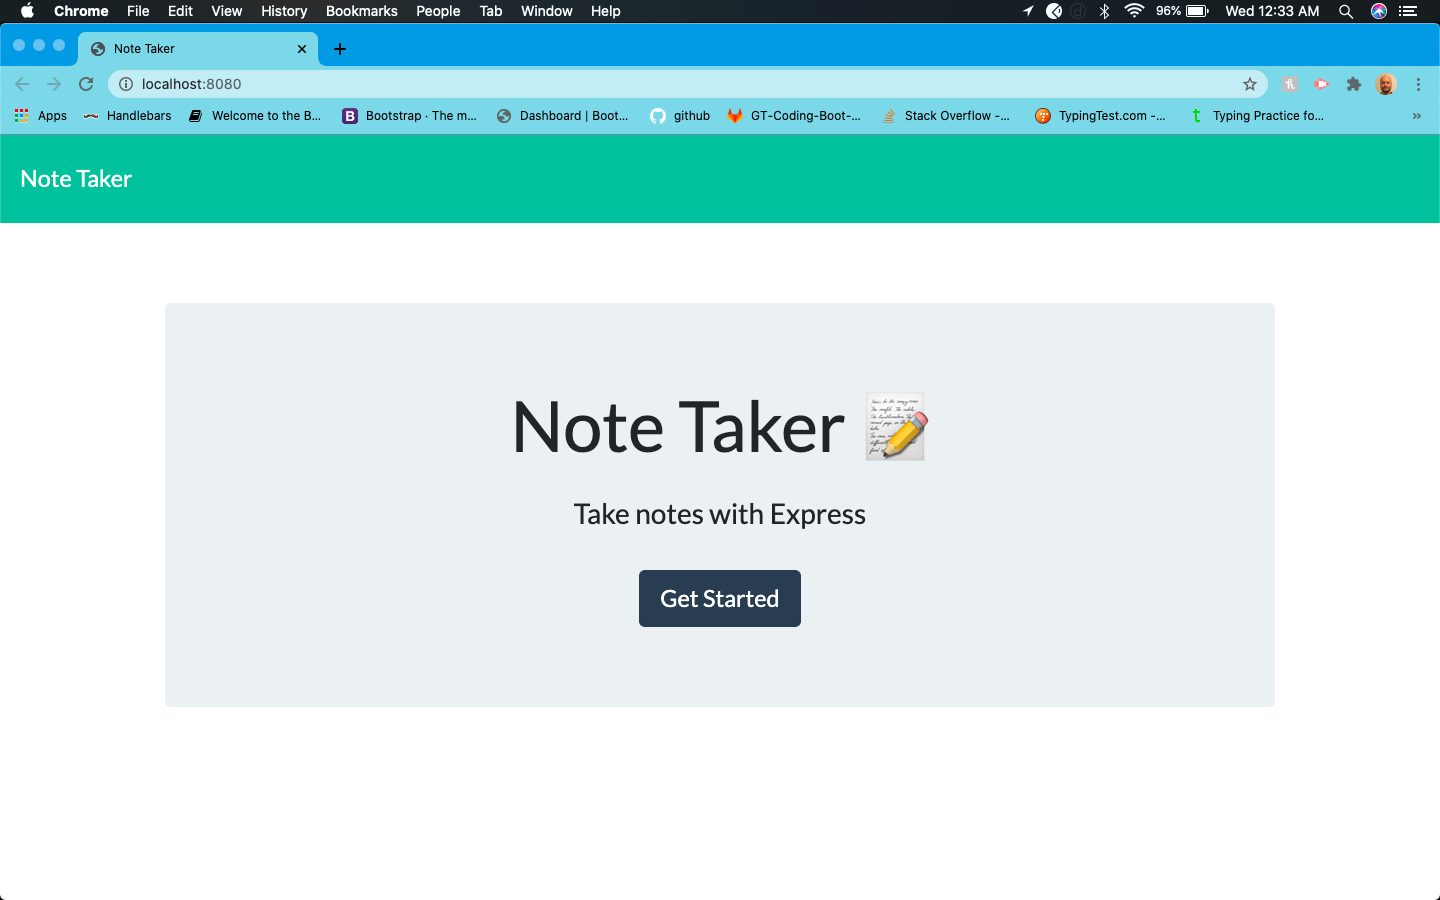 Chrome File Edit View History Bookmarks People Tab Window Help 96% Wed 12:33 AM
Note Taker
localhost:8080
Apps Handlebars Welcome to the B... Bootstrap · The m... Dashboard | Boot... github GT-Coding-Boot-... Stack Overflow -... TypingTest.com -... Typing Practice fo... »
Note Taker
Note Taker
Take notes with Express
Get Started